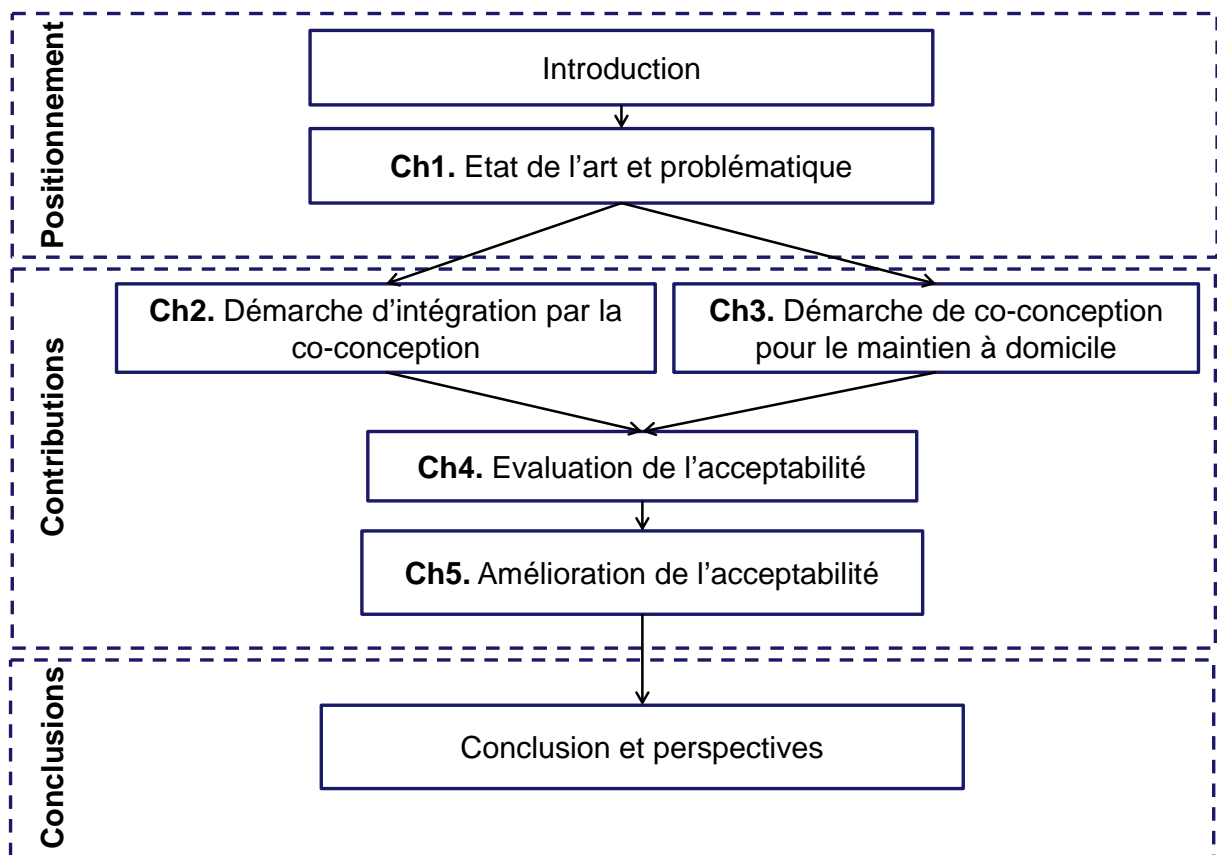 Positionnement
Introduction
Ch1. Etat de l’art et problématique
Contributions
Ch2. Démarche d’intégration par la
co-conception
Ch3. Démarche de co-conception
pour le maintien à domicile
Ch4. Evaluation de l’acceptabilité
Ch5. Amélioration de l’acceptabilité
Conclusions
Conclusion et perspectives